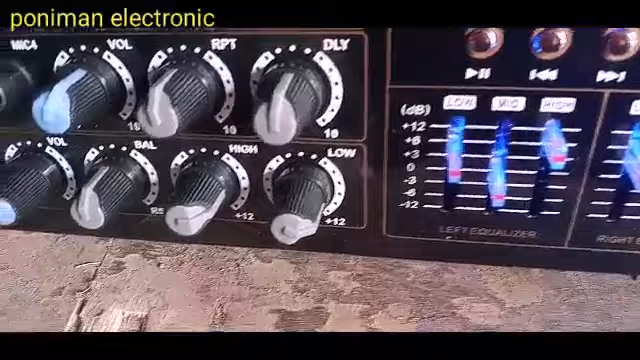 poniman electronic
MIC4 VOL RPT DLY
10 10 10
VOL BAL HIGH LOW
+12 +12
(dB) LOW MID HIGH
+12
+6
+3
0
-3
-6
-12
LEFT EQUALIZER
RIGHT